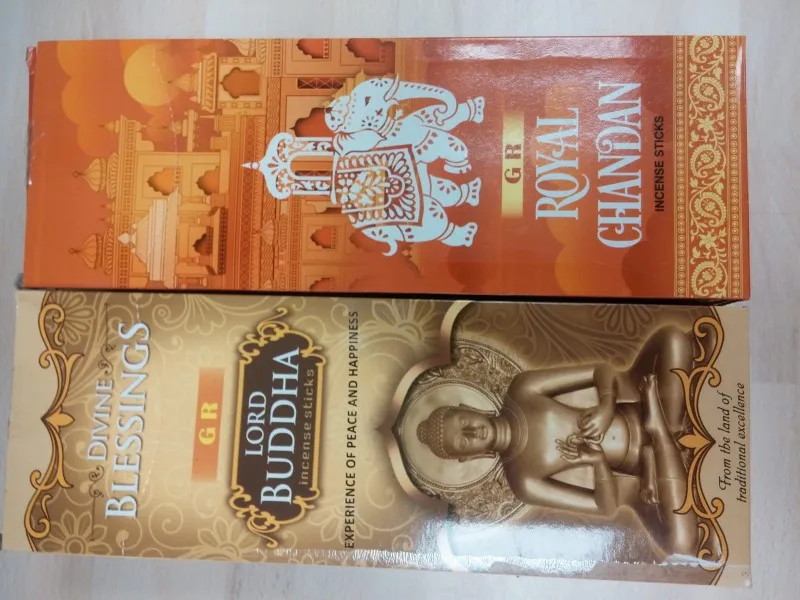 GR
ROYAL
CHANDAN
INCENSE STICKS
DIVINE
BLESSINGS
GR
LORD
BUDDHA
incense sticks
EXPERIENCE OF PEACE AND HAPPINESS
From the land of
traditional excellence